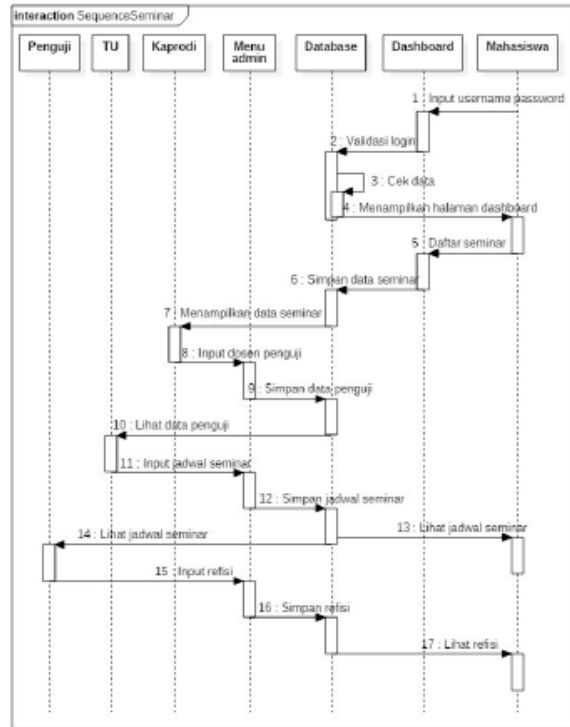 interaction SequenceSeminar
Penguji
TU
Kaprodi
Menu
admin
Database
Dashboard
Mahasiswa
1 : Input username password
2 : Validasi login
3 : Cek data
4 : Menampilkan halaman dashboard
5 : Daftar seminar
6 : Simpan data seminar
7 : Menampilkan data seminar
8 : Input dosen penguji
9 : Simpan data penguji
10 : Lihat data penguji
11 : Input jadwal seminar
12 : Simpan jadwal seminar
13 : Lihat jadwal seminar
14 : Lihat jadwal seminar
15 : Input refisi
16 : Simpan refisi
17 : Lihat refisi